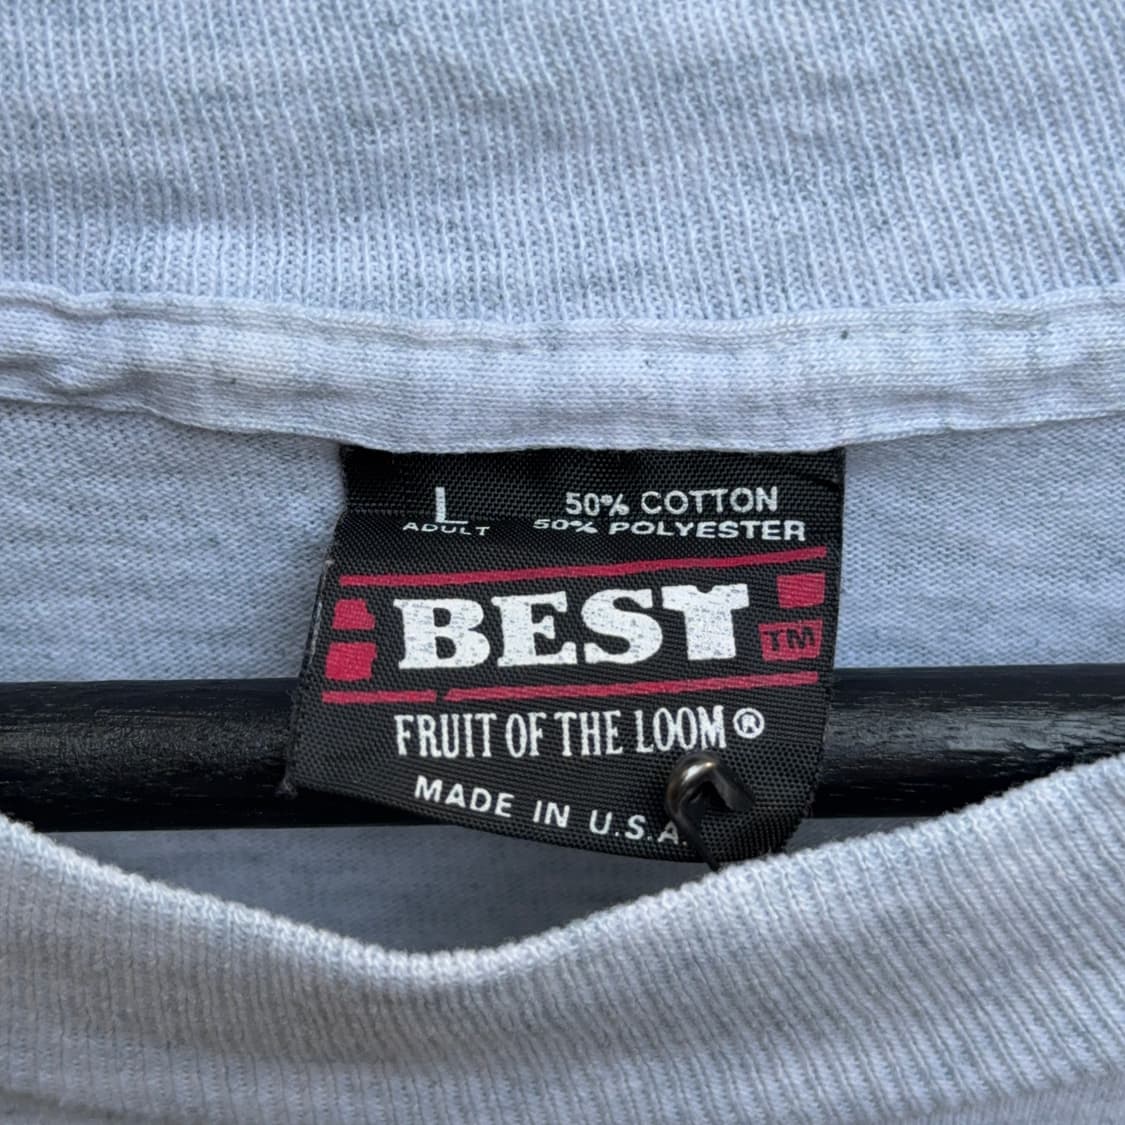 L 50% COTTON
ADULT 50% POLYESTER
BEST TM
FRUIT OF THE LOOM®
MADE IN U.S.A.